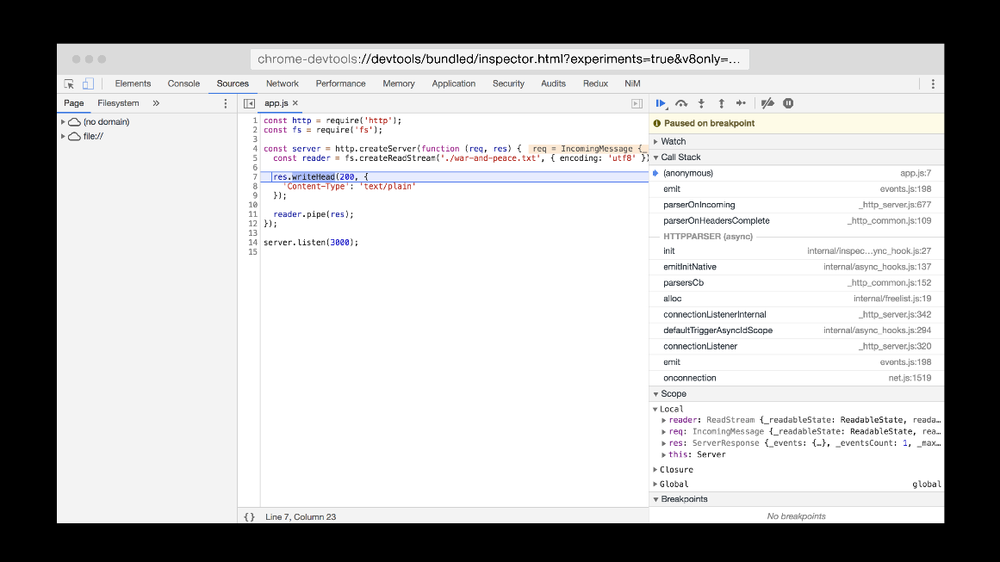 chrome-devtools://devtools/bundled/inspector.html?experiments=true&v8only=…
Elements Console Sources Network Performance Memory Application Security Audits Redux NiM
Page Filesystem »
(no domain)
file://
app.js ×
1 const http = require('http');
2 const fs = require('fs');
3
4 const server = http.createServer(function (req, res) { req = IncomingMessage {_
5 const reader = fs.createReadStream('./war-and-peace.txt', { encoding: 'utf8' })
6
7 res.writeHead(200, {
8 'Content-Type': 'text/plain'
9 });
10
11 reader.pipe(res);
12 });
13
14 server.listen(3000);
15
{} Line 7, Column 23
Paused on breakpoint
Watch
Call Stack
(anonymous) app.js:7
emit events.js:198
parserOnIncoming _http_server.js:677
parserOnHeadersComplete _http_common.js:109
HTTPPARSER (async)
init internal/inspec…ync_hook.js:27
emitInitNative internal/async_hooks.js:137
parsersCb _http_common.js:152
alloc internal/freelist.js:19
connectionListenerInternal _http_server.js:342
defaultTriggerAsyncIdScope internal/async_hooks.js:294
connectionListener _http_server.js:320
emit events.js:198
onconnection net.js:1519
Scope
Local
reader: ReadStream {_readableState: ReadableState, reada…
req: IncomingMessage {_readableState: ReadableState, rea…
res: ServerResponse {_events: {…}, _eventsCount: 1, _max…
this: Server
Closure
Global global
Breakpoints
No breakpoints